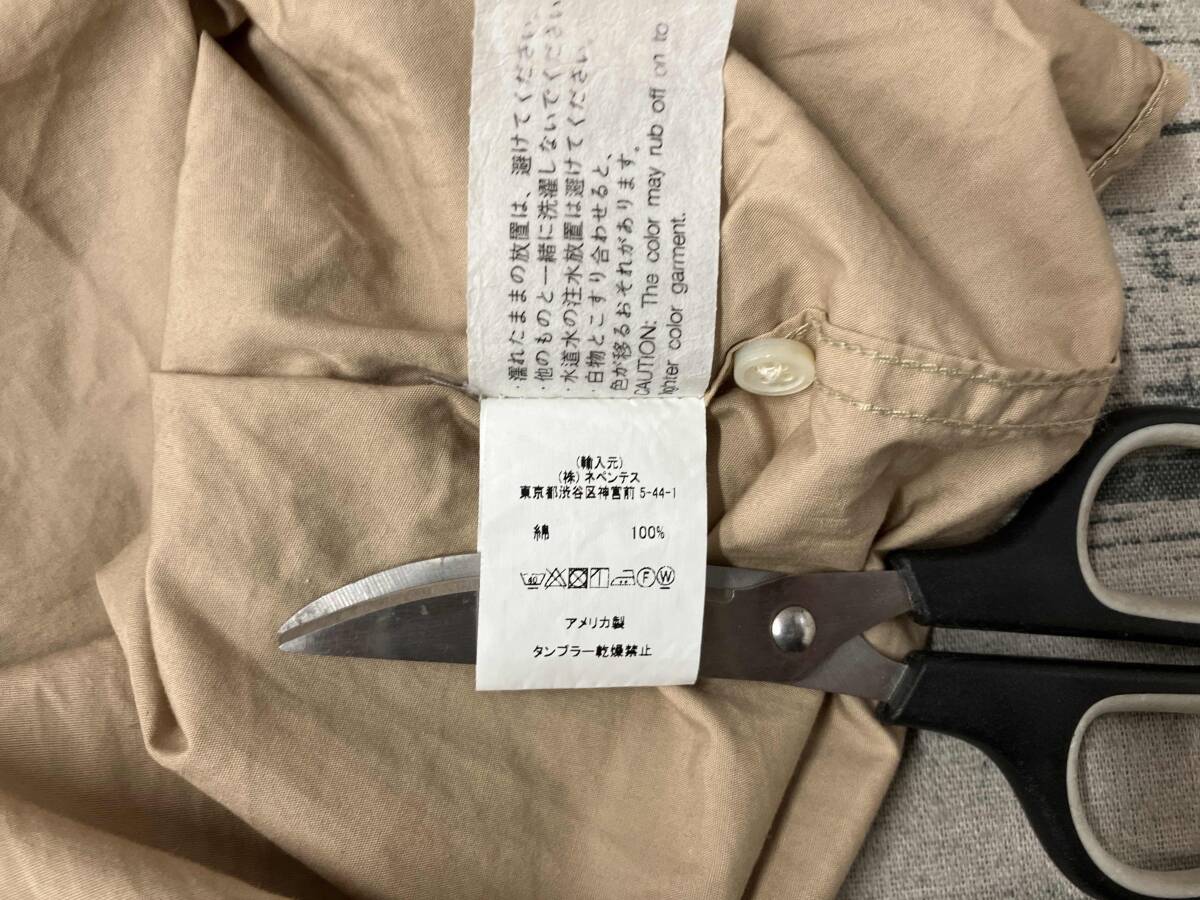 ・濡れたままの放置は、避けてください。
・他のものと一緒に洗濯しないでください
・水道水の注水放置は避けてください。
・白物とこすり合わせると、
色が移るおそれがあります。
CAUTION: The color may rub off on to
lighter color garment.
(輸入元)
(株) ネペンテス
東京都渋谷区神宮前 5-44-1
綿 100%
40 F W
アメリカ製
タンブラー乾燥禁止